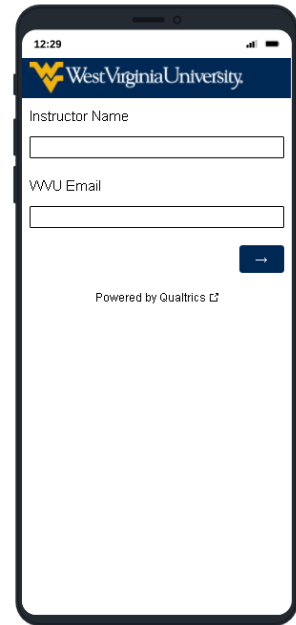 12:29
West Virginia University.
Instructor Name
WVU Email
→
Powered by Qualtrics